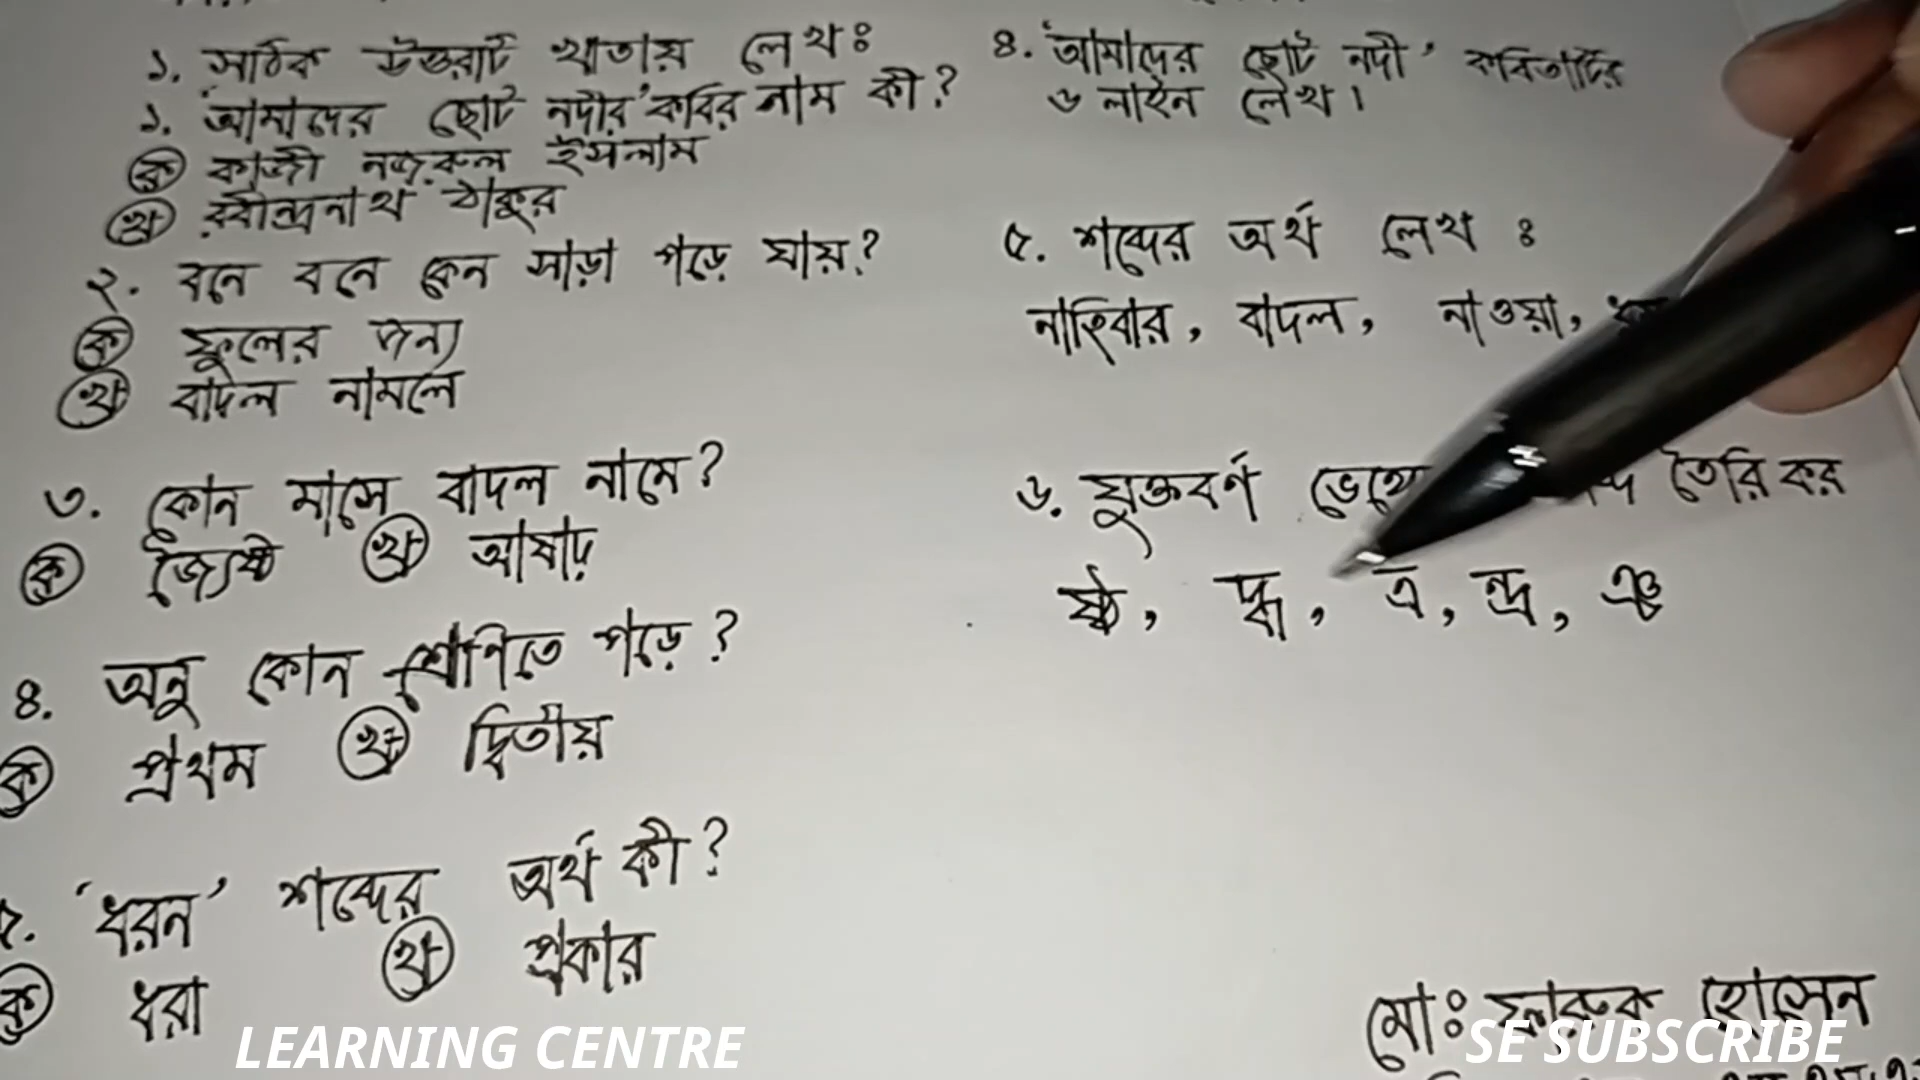 ১. সঠিক উত্তরটি খাতায় লেখঃ
১. 'আমাদের ছোট নদীর' কবির নাম কী?
ক কাজী নজরুল ইসলাম
খ রবীন্দ্রনাথ ঠাকুর
২. বনে বনে কেন সাড়া পড়ে যায়?
ক ফুলের জন্য
খ বাদল নামলে
৩. কোন মাসে বাদল নামে?
ক জ্যৈষ্ঠ খ আষাঢ়
৪. অনু কোন শ্রেণিতে পড়ে?
ক প্রথম খ দ্বিতীয়
৫. 'ধরন' শব্দের অর্থ কী?
ক ধরা খ প্রকার
৪. 'আমাদের ছোট নদী' কবিতাটির
৬ লাইন লেখ।
৫. শব্দের অর্থ লেখ ঃ
নাহিবার, বাদল, নাওয়া,
৬. যুক্তবর্ণ তৈরি কর
ষ্ঠ, দ্ধ, ত্র, ন্দ্র, ঞ্চ
মোঃ ফারুক হোসেন
LEARNING CENTRE
SE SUBSCRIBE